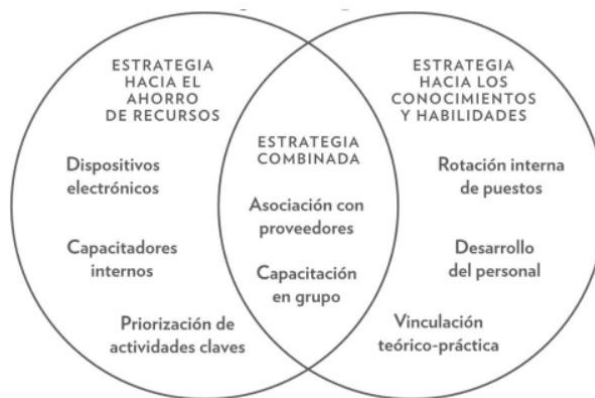 ESTRATEGIA
HACIA EL
AHORRO
DE RECURSOS
Dispositivos
electrónicos
Capacitadores
internos
Priorización de
actividades claves
ESTRATEGIA
COMBINADA
Asociación con
proveedores
Capacitación
en grupo
ESTRATEGIA
HACIA LOS
CONOCIMIENTOS
Y HABILIDADES
Rotación interna
de puestos
Desarrollo
del personal
Vinculación
teórico-práctica